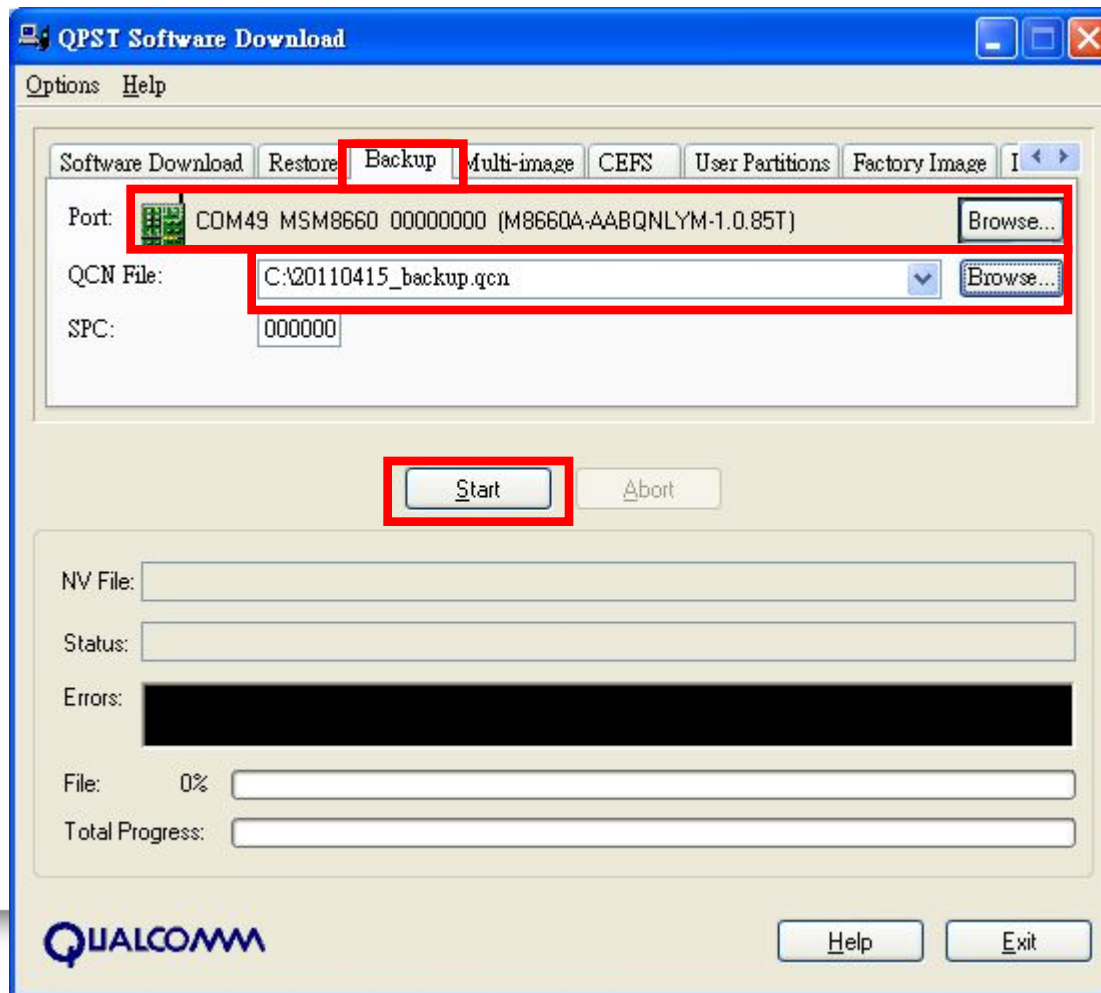 QPST Software Download
Options Help
Software Download Restore Backup Multi-image CEFS User Partitions Factory Image
Port: COM49 MSM8660 00000000 (M8660A-AABQNLYM-1.0.85T) Browse...
QCN File: C:\20110415_backup.qcn Browse...
SPC: 000000
Start Abort
NV File:
Status:
Errors:
File: 0%
Total Progress:
QUALCOMM Help Exit